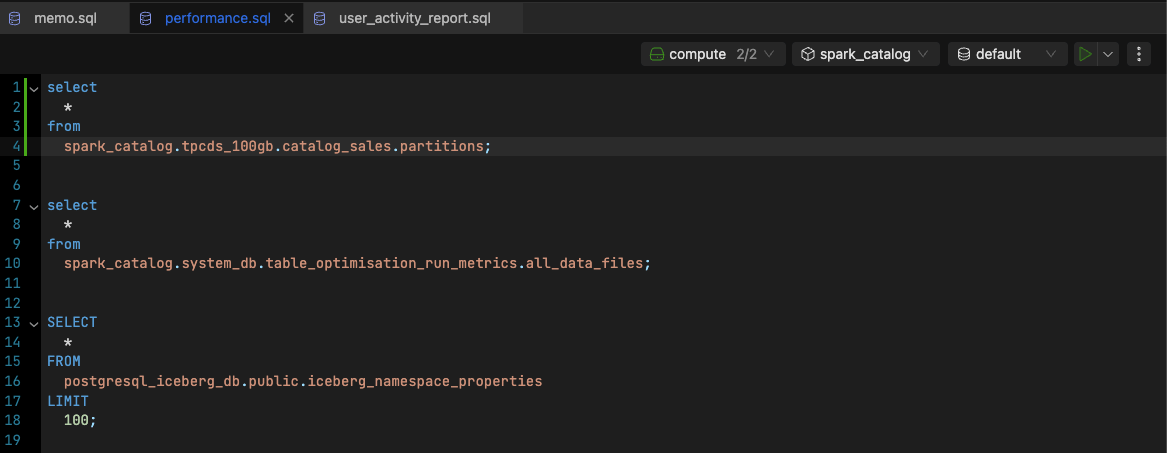 memo.sql performance.sql user_activity_report.sql
compute 2/2 spark_catalog default
1 select
2   *
3 from
4   spark_catalog.tpcds_100gb.catalog_sales.partitions;
5
6
7 select
8   *
9 from
10   spark_catalog.system_db.table_optimisation_run_metrics.all_data_files;
11
12
13 SELECT
14   *
15 FROM
16   postgresql_iceberg_db.public.iceberg_namespace_properties
17 LIMIT
18   100;
19